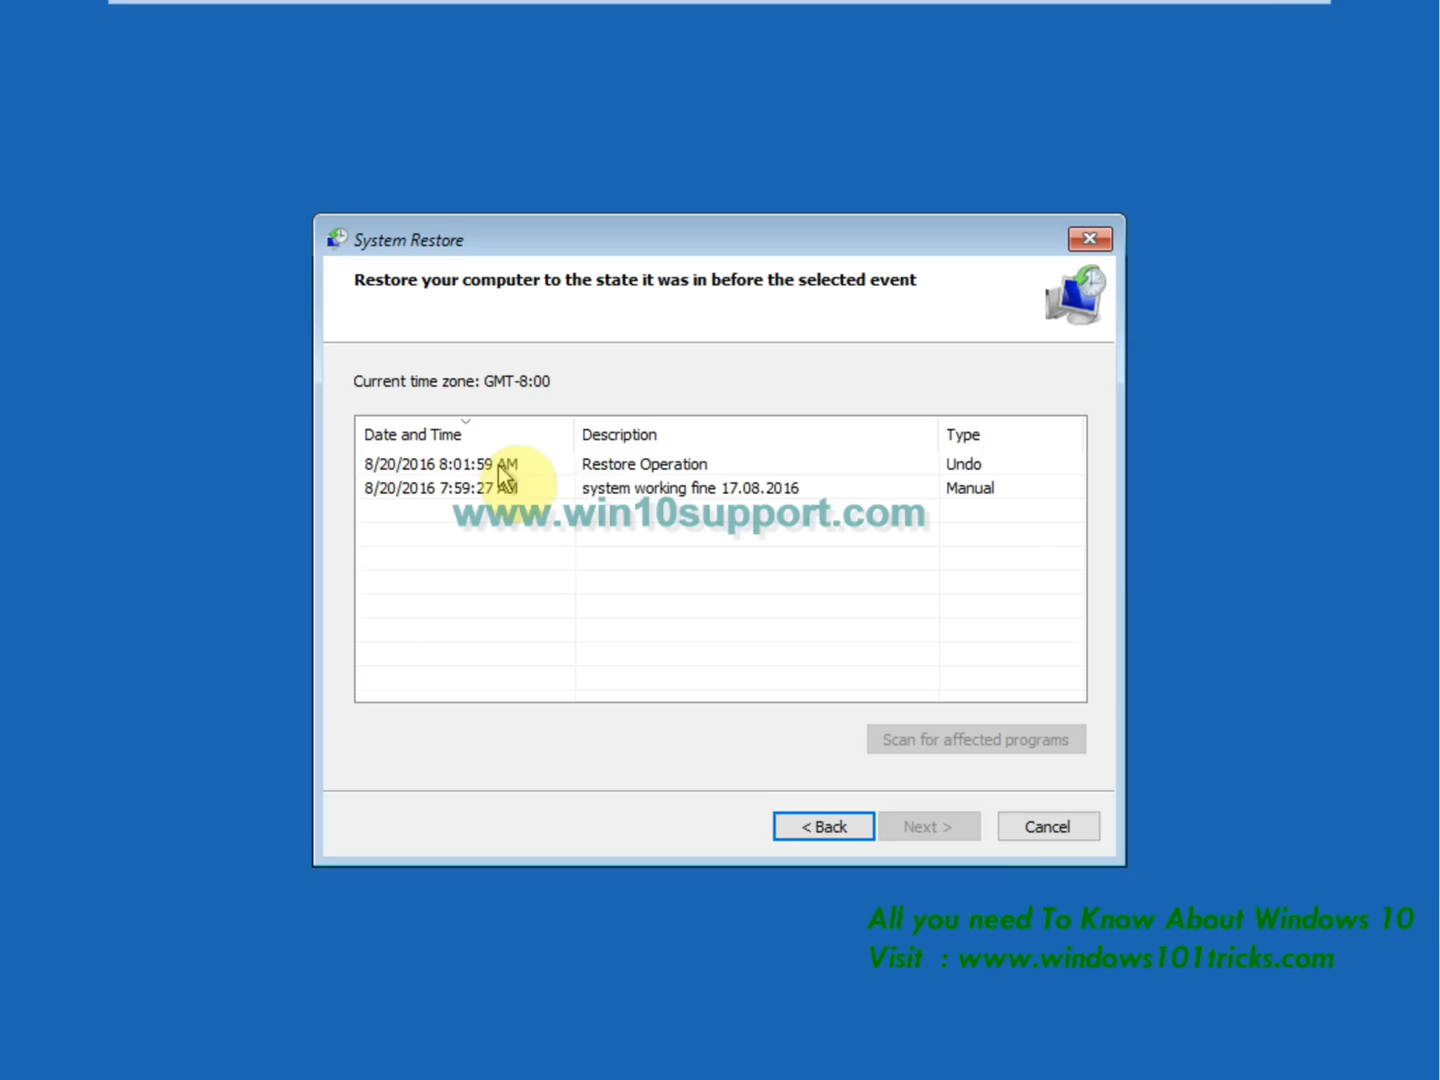 System Restore
Restore your computer to the state it was in before the selected event
Current time zone: GMT-8:00
Date and Time Description Type
8/20/2016 8:01:59 AM Restore Operation Undo
8/20/2016 7:59:27 AM system working fine 17.08.2016 Manual
www.win10support.com
Scan for affected programs
< Back Next > Cancel
All you need To Know About Windows 10
Visit : www.windows101tricks.com